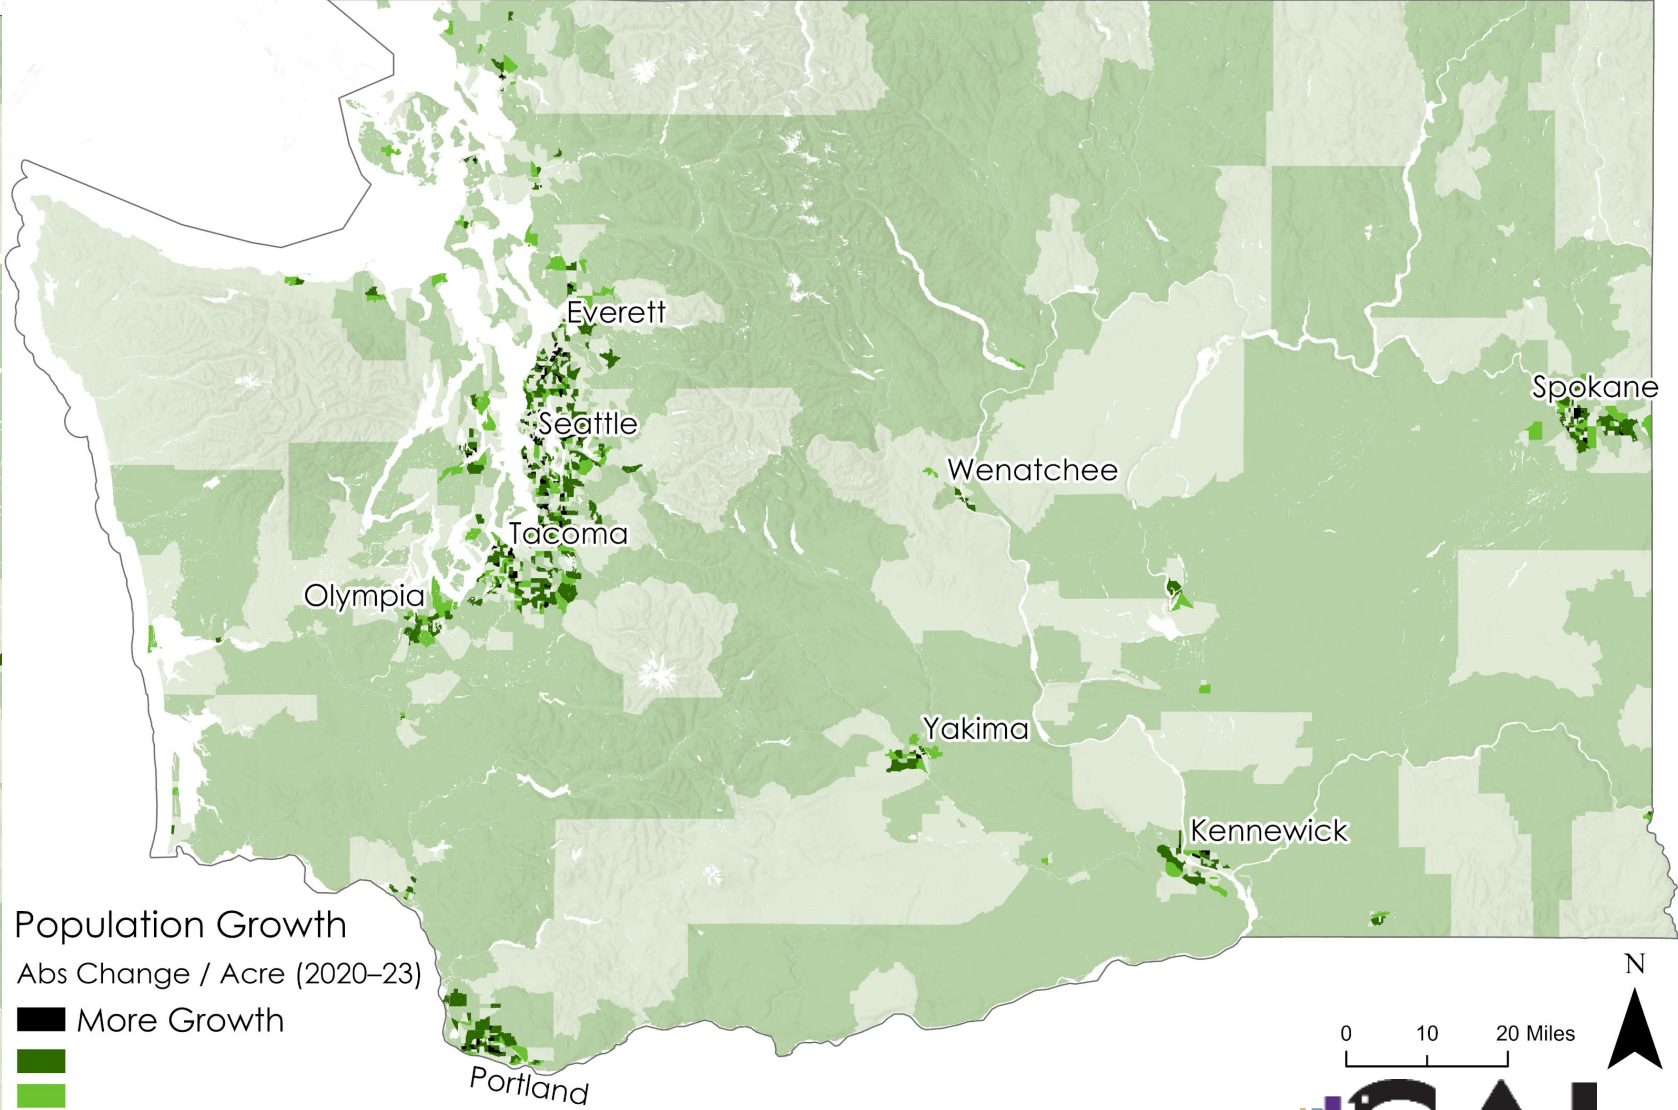 Everett
Seattle
Spokane
Wenatchee
Tacoma
Olympia
Yakima
Kennewick
Population Growth
Abs Change / Acre (2020–23)
More Growth
Portland
N
0 10 20 Miles